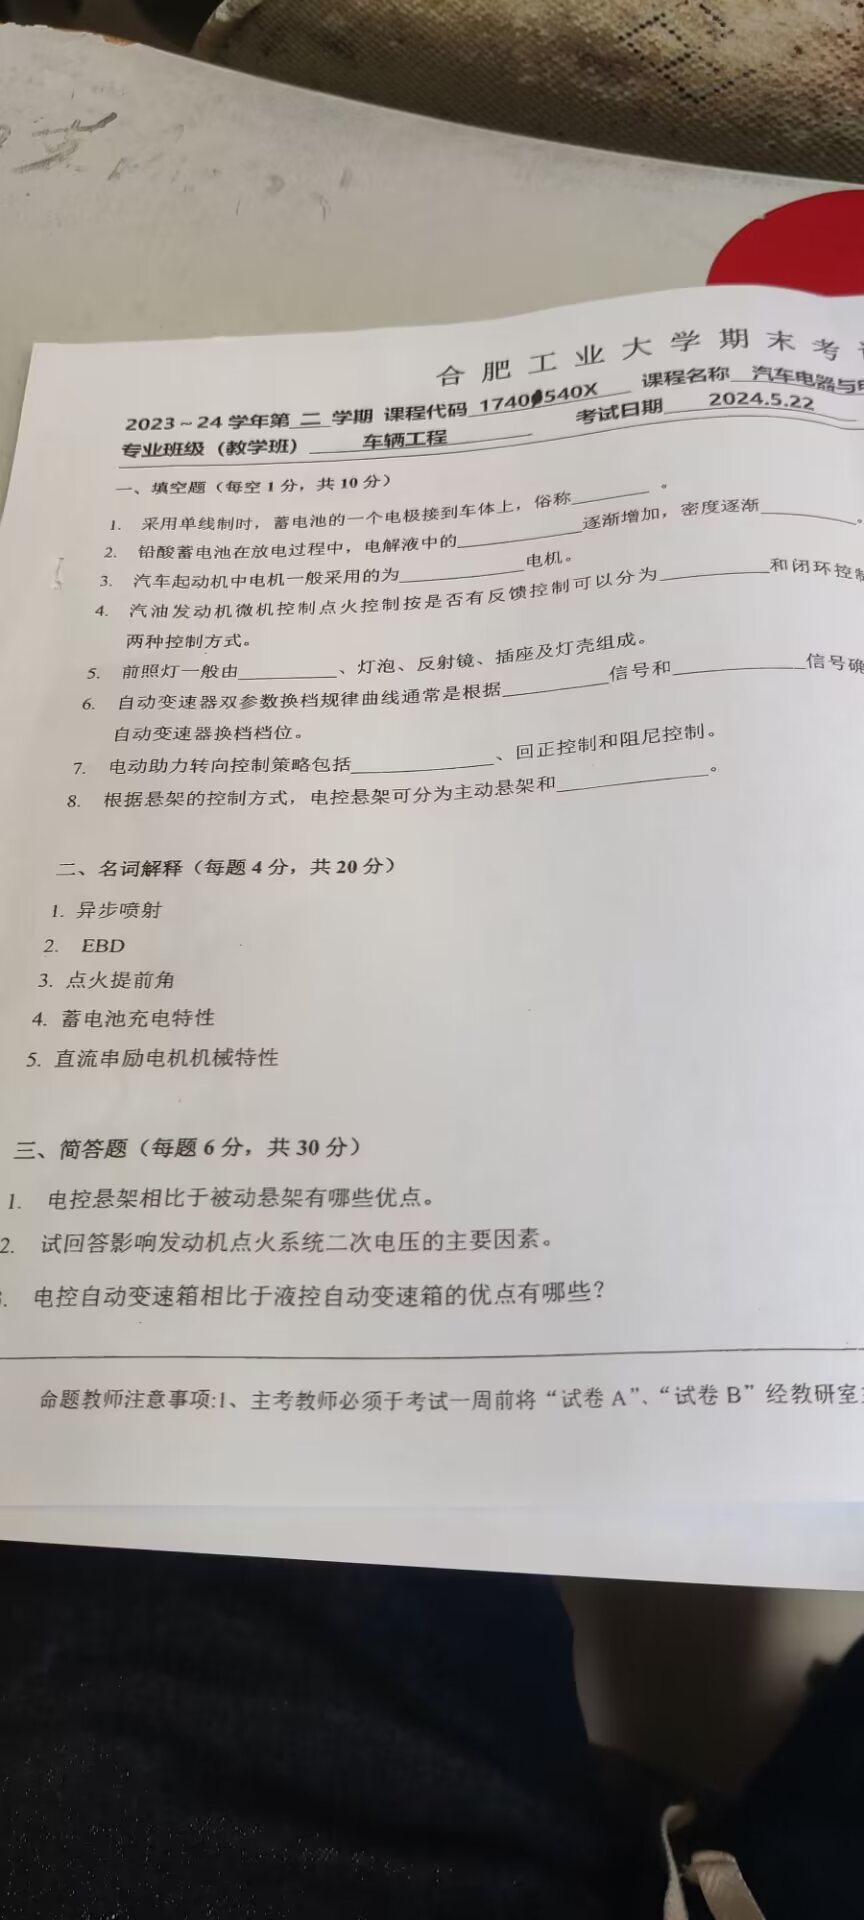 合肥工业大学期末考
2023~24 学年第 二 学期 课程代码 1740 540X 课程名称 汽车电器与
专业班级（教学班） 车辆工程 考试日期 2024.5.22
一、填空题（每空 1 分，共 10 分）
1. 采用单线制时，蓄电池的一个电极接到车体上，俗称________。
2. 铅酸蓄电池在放电过程中，电解液中的________逐渐增加，密度逐渐________。
3. 汽车起动机中电机一般采用的为________电机。
4. 汽油发动机微机控制点火控制按是否有反馈控制可以分为________和闭环控制
两种控制方式。
5. 前照灯一般由________、灯泡、反射镜、插座及灯壳组成。
6. 自动变速器双参数换档规律曲线通常是根据________信号和________信号确
自动变速器换档档位。
7. 电动助力转向控制策略包括________、回正控制和阻尼控制。
8. 根据悬架的控制方式，电控悬架可分为主动悬架和________。
二、名词解释（每题 4 分，共 20 分）
1. 异步喷射
2. EBD
3. 点火提前角
4. 蓄电池充电特性
5. 直流串励电机机械特性
三、简答题（每题 6 分，共 30 分）
1. 电控悬架相比于被动悬架有哪些优点。
2. 试回答影响发动机点火系统二次电压的主要因素。
3. 电控自动变速箱相比于液控自动变速箱的优点有哪些？
命题教师注意事项:1、主考教师必须于考试一周前将“试卷 A”、“试卷 B”经教研室